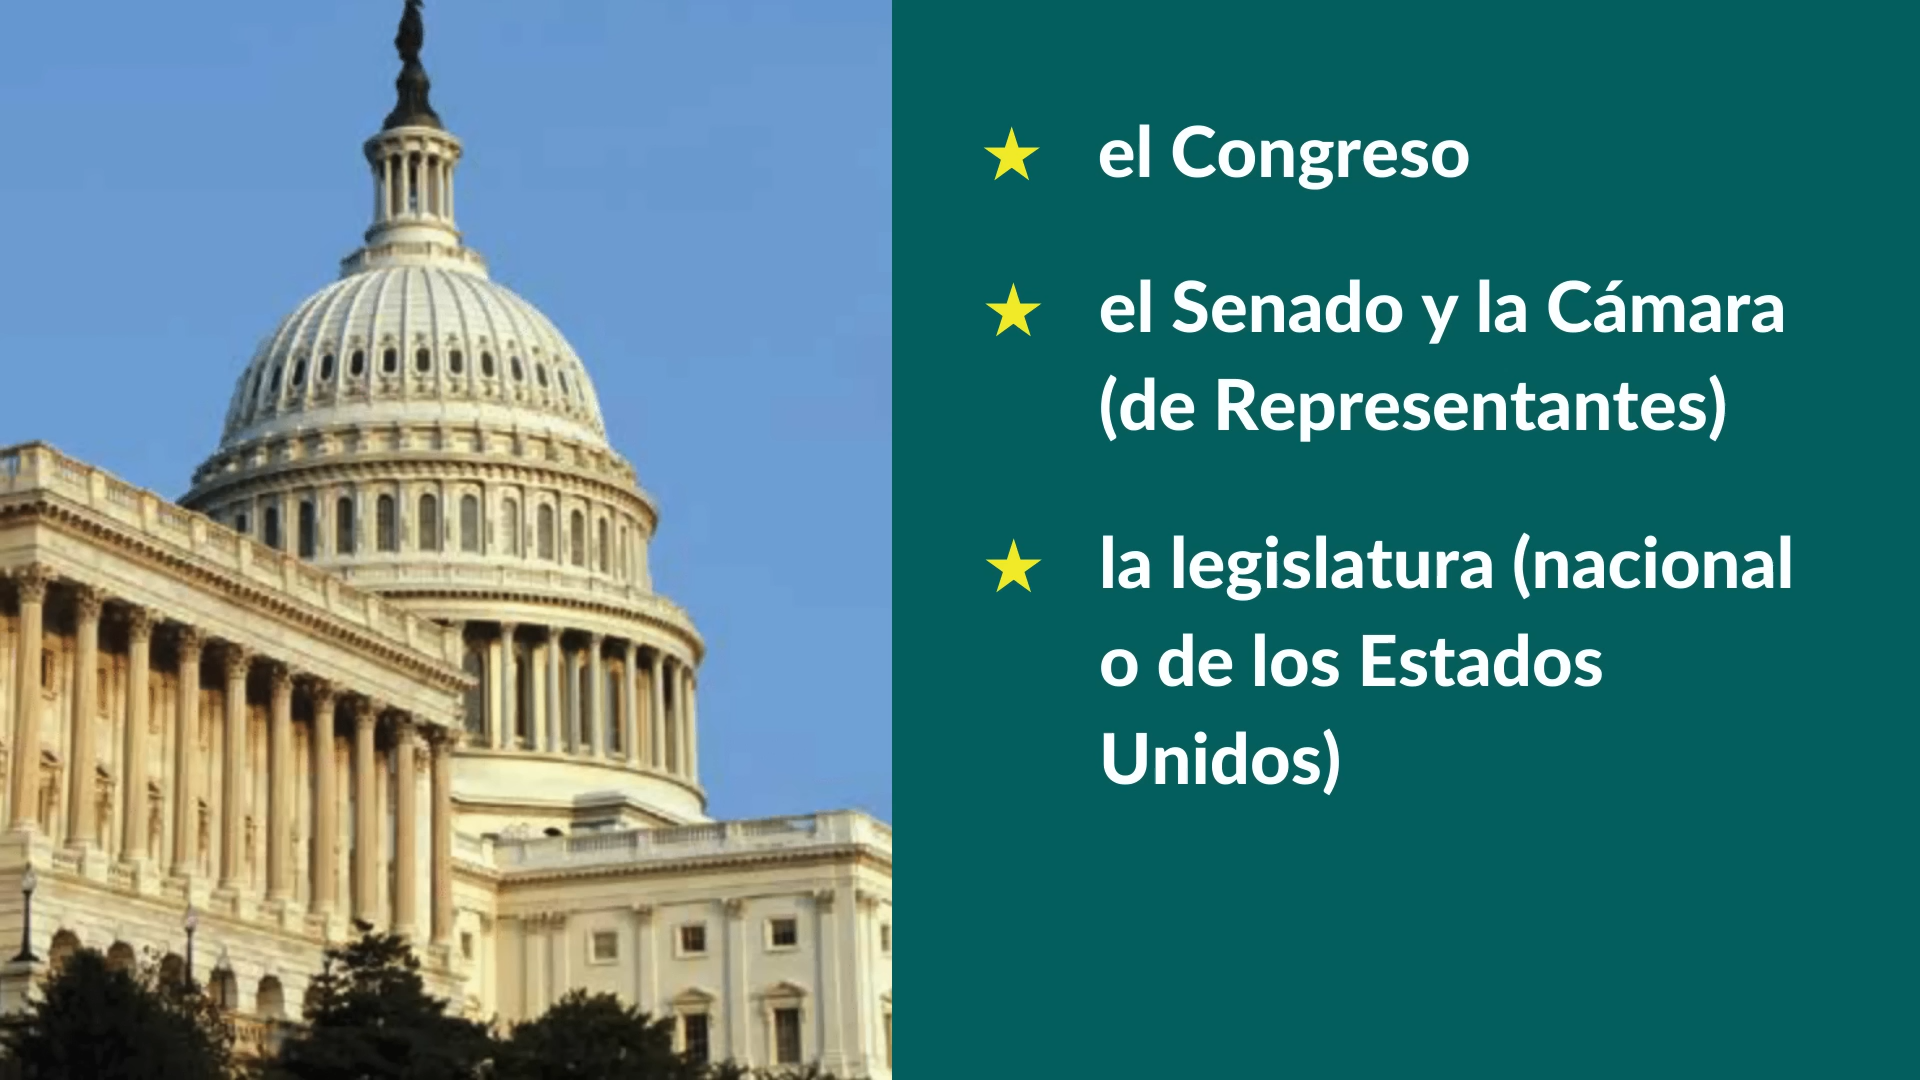 el Congreso
el Senado y la Cámara
(de Representantes)
la legislatura (nacional
o de los Estados
Unidos)